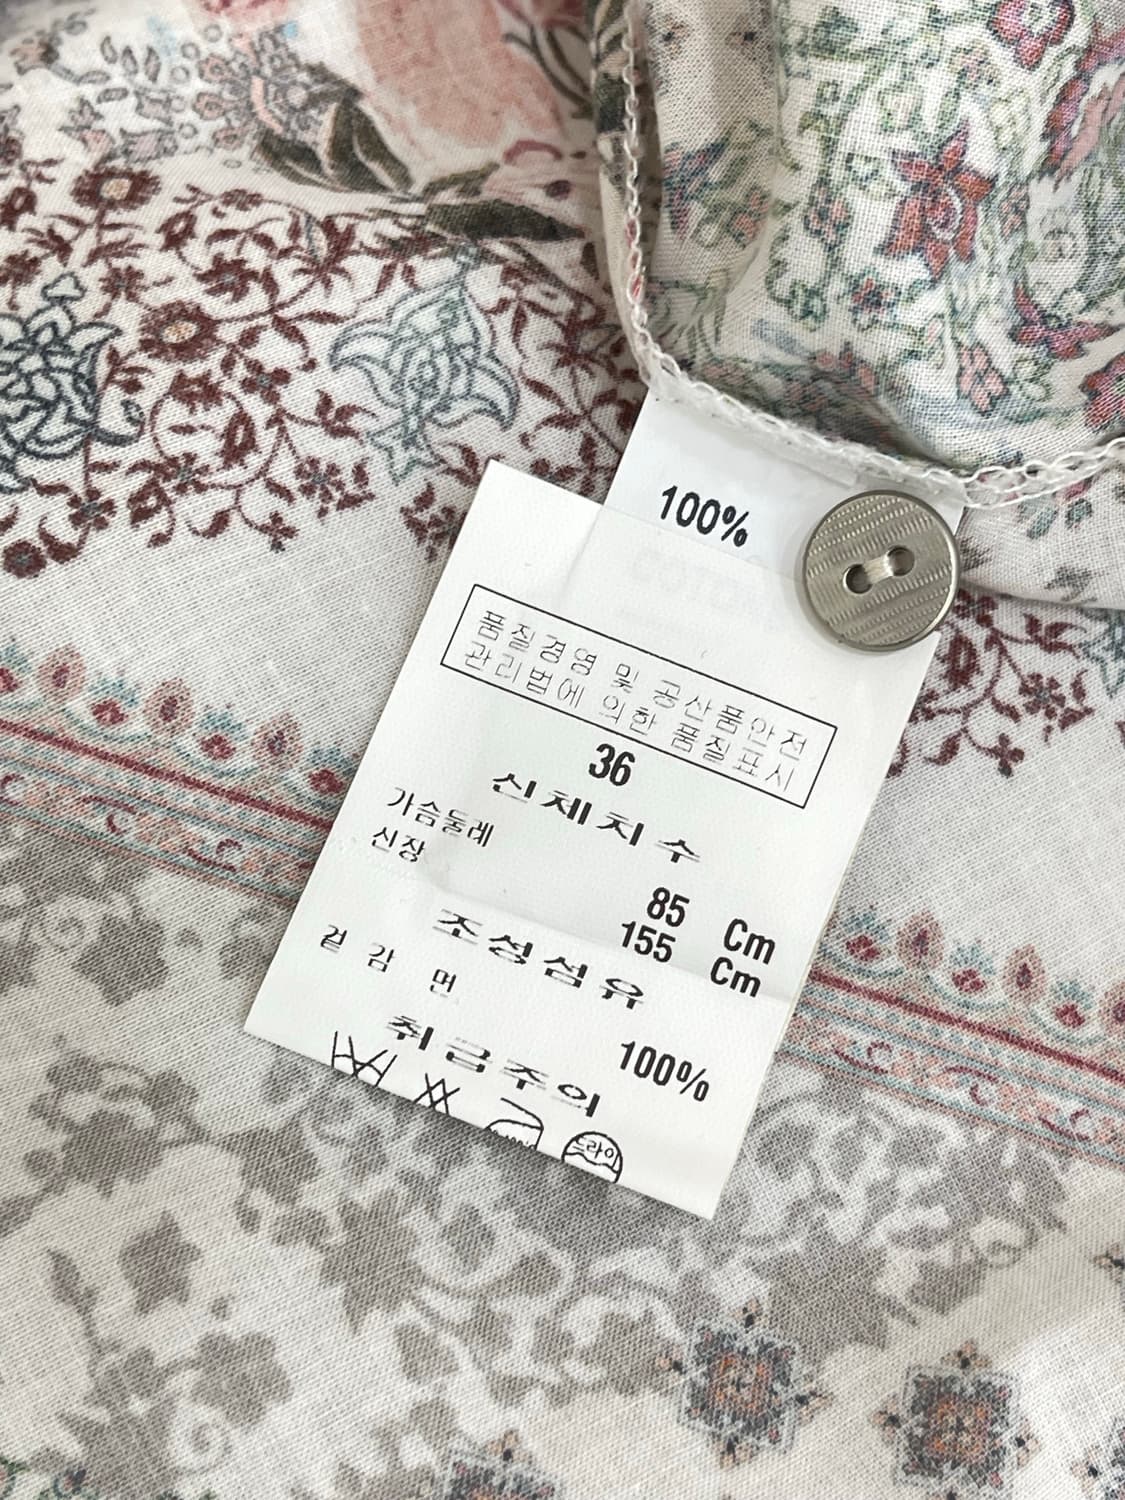 100%
품질경영 및 공산품안전
관리법에 의한 품질표시
36
신체치수
가슴둘레 85 Cm
신장 155 Cm
조성섬유
겉감 면 100%
취급주의
드라이